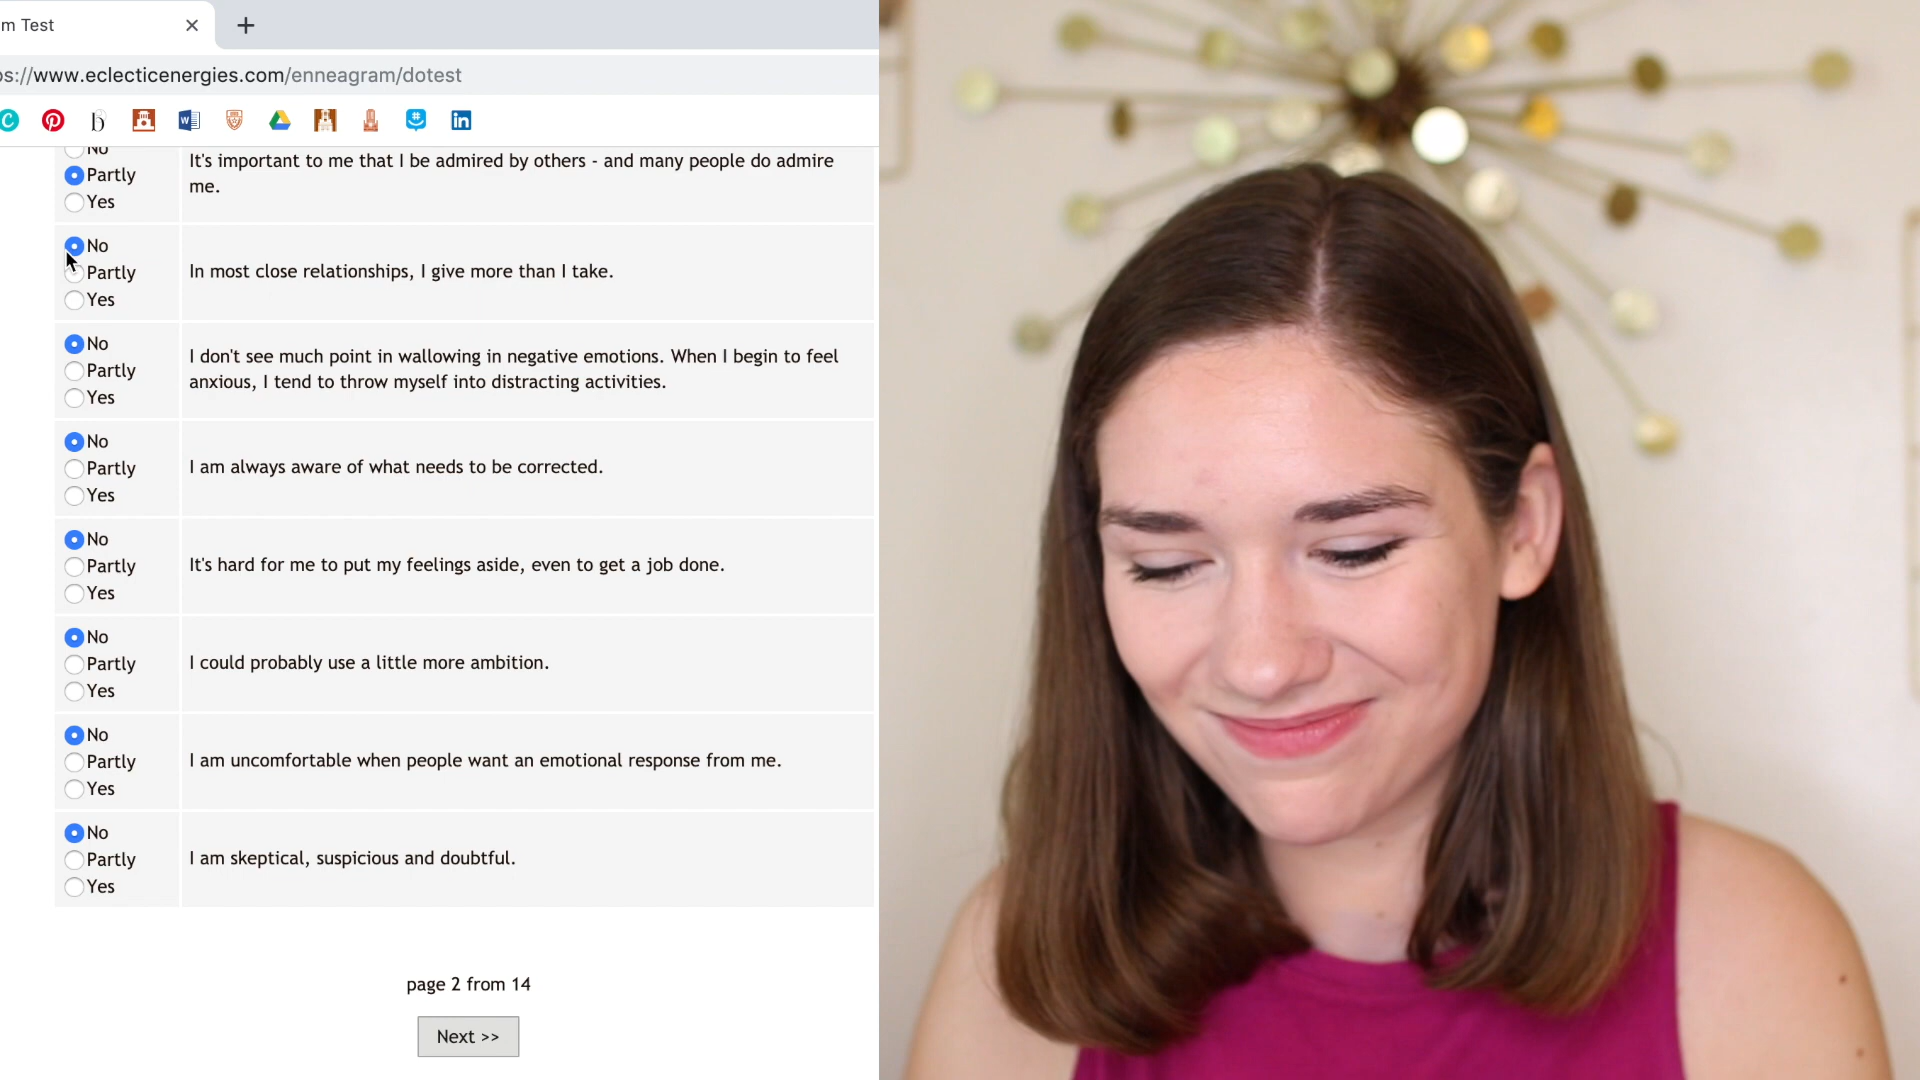 m Test
ps://www.eclecticenergies.com/enneagram/dotest
No
Partly
Yes
It's important to me that I be admired by others - and many people do admire
me.
No
Partly
Yes
In most close relationships, I give more than I take.
No
Partly
Yes
I don't see much point in wallowing in negative emotions. When I begin to feel
anxious, I tend to throw myself into distracting activities.
No
Partly
Yes
I am always aware of what needs to be corrected.
No
Partly
Yes
It's hard for me to put my feelings aside, even to get a job done.
No
Partly
Yes
I could probably use a little more ambition.
No
Partly
Yes
I am uncomfortable when people want an emotional response from me.
No
Partly
Yes
I am skeptical, suspicious and doubtful.
page 2 from 14
Next >>